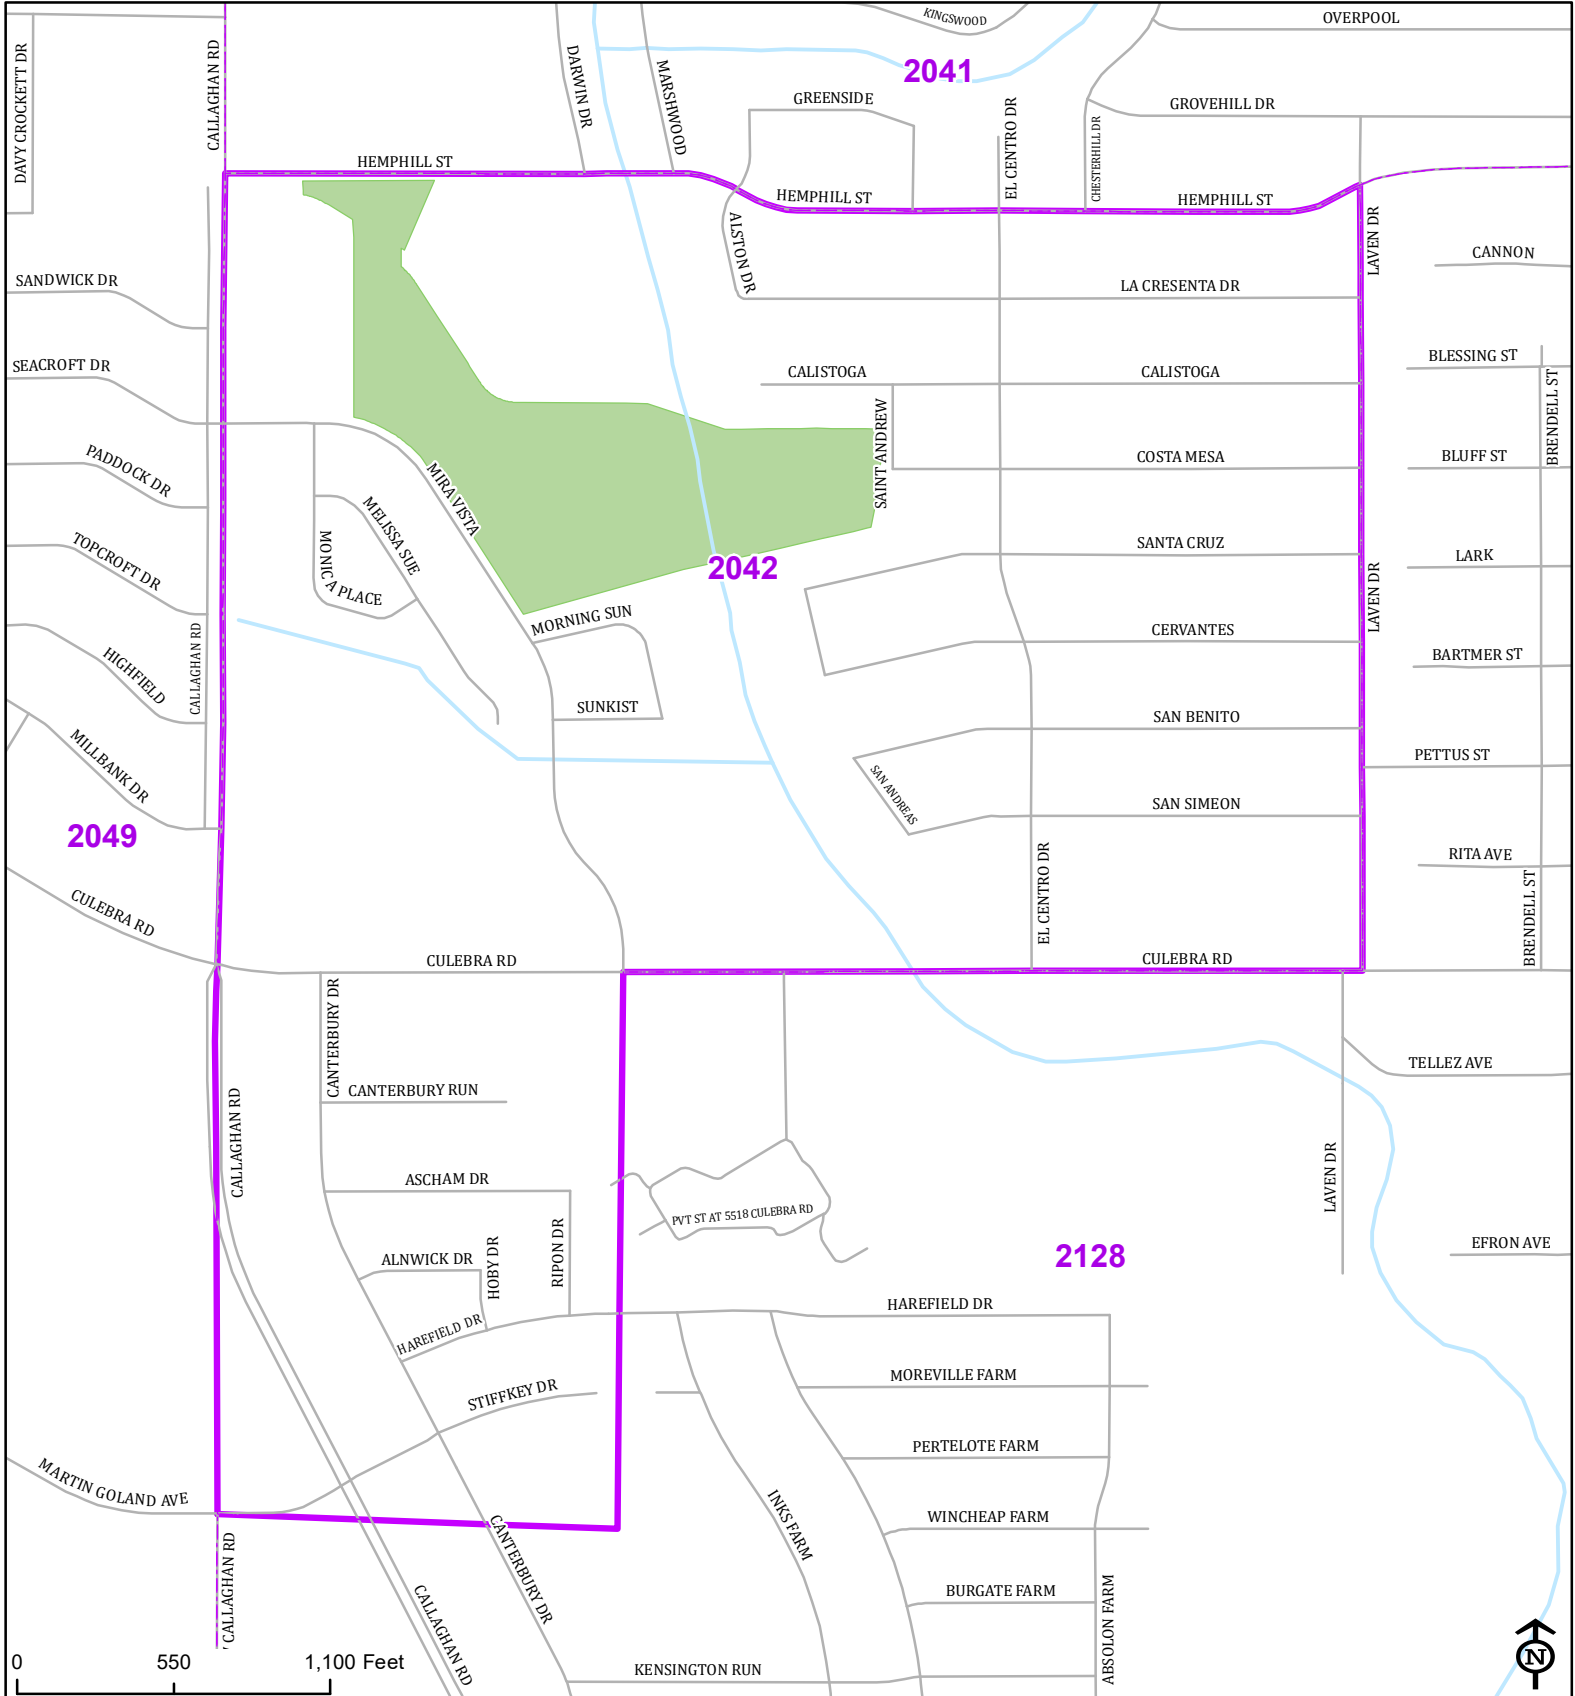 KINGSWOOD
OVERPOOL
DAVY CROCKETT DR
CALLAGHAN RD
DARWIN DR
MARSHWOOD
2041
GREENSIDE
EL CENTRO DR
CHESTERHILL DR
GROVEHILL DR
HEMPHILL ST
HEMPHILL ST
HEMPHILL ST
ALSTON DR
LAVEN DR
CANNON
SANDWICK DR
LA CRESENTA DR
SEACROFT DR
CALISTOGA
CALISTOGA
BLESSING ST
BRENDELL ST
SAINT ANDREW
PADDOCK DR
MIRA VISTA
COSTA MESA
BLUFF ST
MELISSA SUE
MONICA PLACE
TOPCROFT DR
2042
SANTA CRUZ
LARK
LAVEN DR
MORNING SUN
CERVANTES
CALLAGHAN RD
HIGHFIELD
BARTMER ST
SUNKIST
SAN BENITO
MILLBANK DR
PETTUS ST
SAN ANDREAS
SAN SIMEON
2049
RITA AVE
CULEBRA RD
EL CENTRO DR
BRENDELL ST
CULEBRA RD
CULEBRA RD
CANTERBURY DR
TELLEZ AVE
CANTERBURY RUN
CALLAGHAN RD
ASCHAM DR
LAVEN DR
PVT ST AT 5518 CULEBRA RD
ALNWICK DR
HOBY DR
RIPON DR
2128
EFRON AVE
HAREFIELD DR
HAREFIELD DR
MOREVILLE FARM
STIFFKEY DR
PERTELOTE FARM
MARTIN GOLAND AVE
INKS FARM
WINCHEAP FARM
CANTERBURY DR
CALLAGHAN RD
CALLAGHAN RD
BURGATE FARM
ABSOLON FARM
KENSINGTON RUN
0 550 1,100 Feet
N